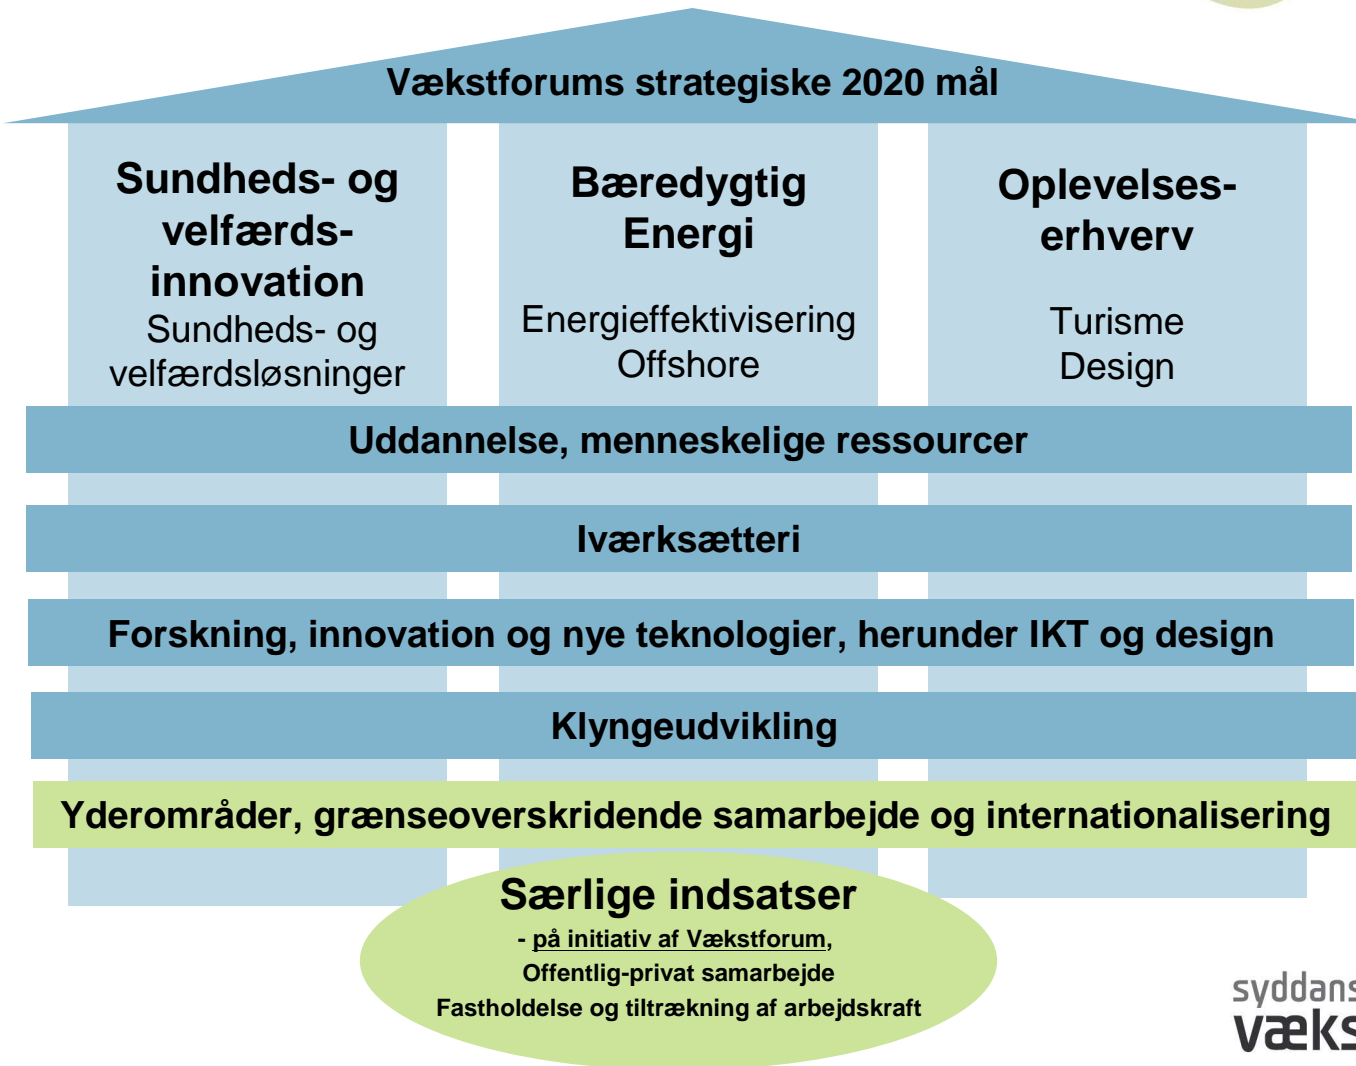 Vækstforums strategiske 2020 mål
Sundheds- og
velfærds-
innovation
Sundheds- og
velfærdsløsninger
Bæredygtig
Energi
Energieffektivisering
Offshore
Oplevelses-
erhverv
Turisme
Design
Uddannelse, menneskelige ressourcer
Iværksætteri
Forskning, innovation og nye teknologier, herunder IKT og design
Klyngeudvikling
Yderområder, grænseoverskridende samarbejde og internationalisering
Særlige indsatser
- på initiativ af Vækstforum,
Offentlig-privat samarbejde
Fastholdelse og tiltrækning af arbejdskraft